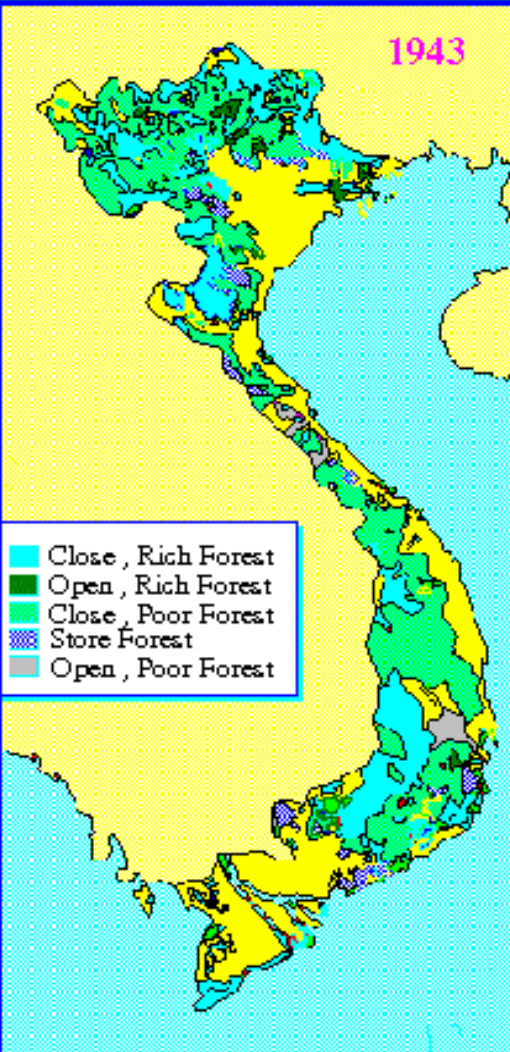 1943
Close , Rich Forest
Open , Rich Forest
Close , Poor Forest
Store Forest
Open , Poor Forest